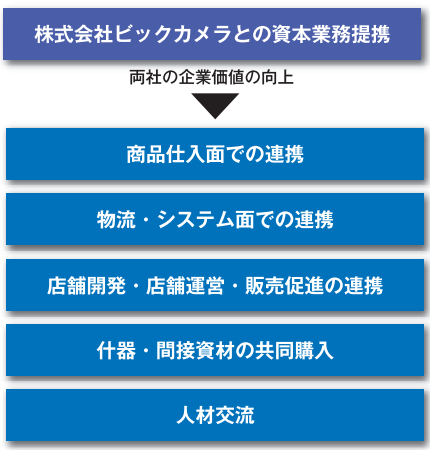 株式会社ビックカメラとの資本業務提携
両社の企業価値の向上
商品仕入面での連携
物流・システム面での連携
店舗開発・店舗運営・販売促進の連携
什器・間接資材の共同購入
人材交流